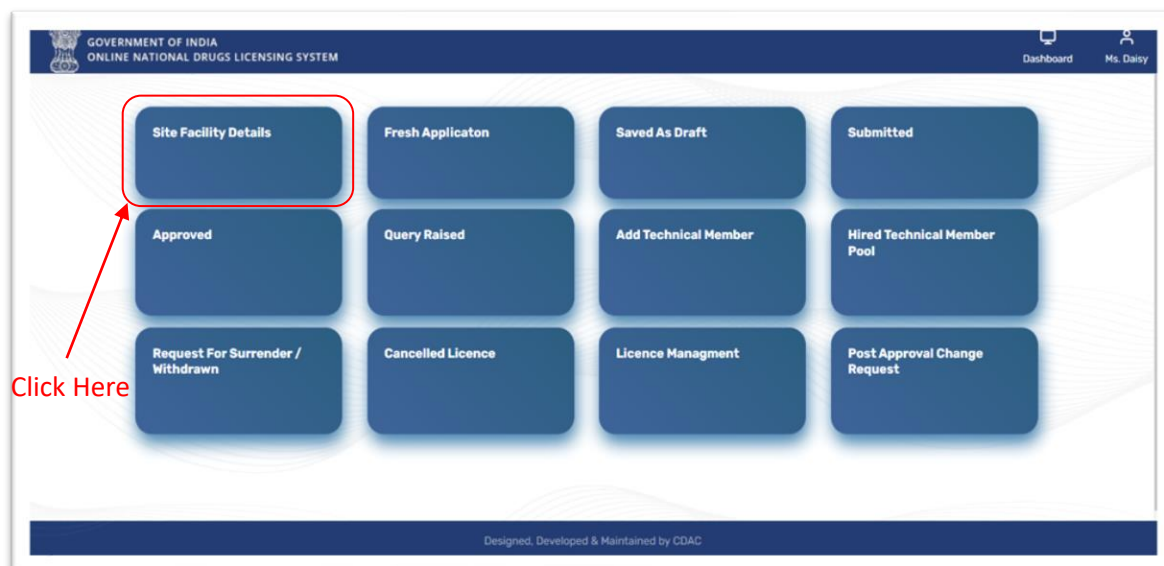 GOVERNMENT OF INDIA
ONLINE NATIONAL DRUGS LICENSING SYSTEM
Dashboard
Ms. Daisy
Site Facility Details
Fresh Applicaton
Saved As Draft
Submitted
Approved
Query Raised
Add Technical Member
Hired Technical Member
Pool
Request For Surrender /
Withdrawn
Cancelled Licence
Licence Managment
Post Approval Change
Request
Click Here
Designed, Developed & Maintained by CDAC